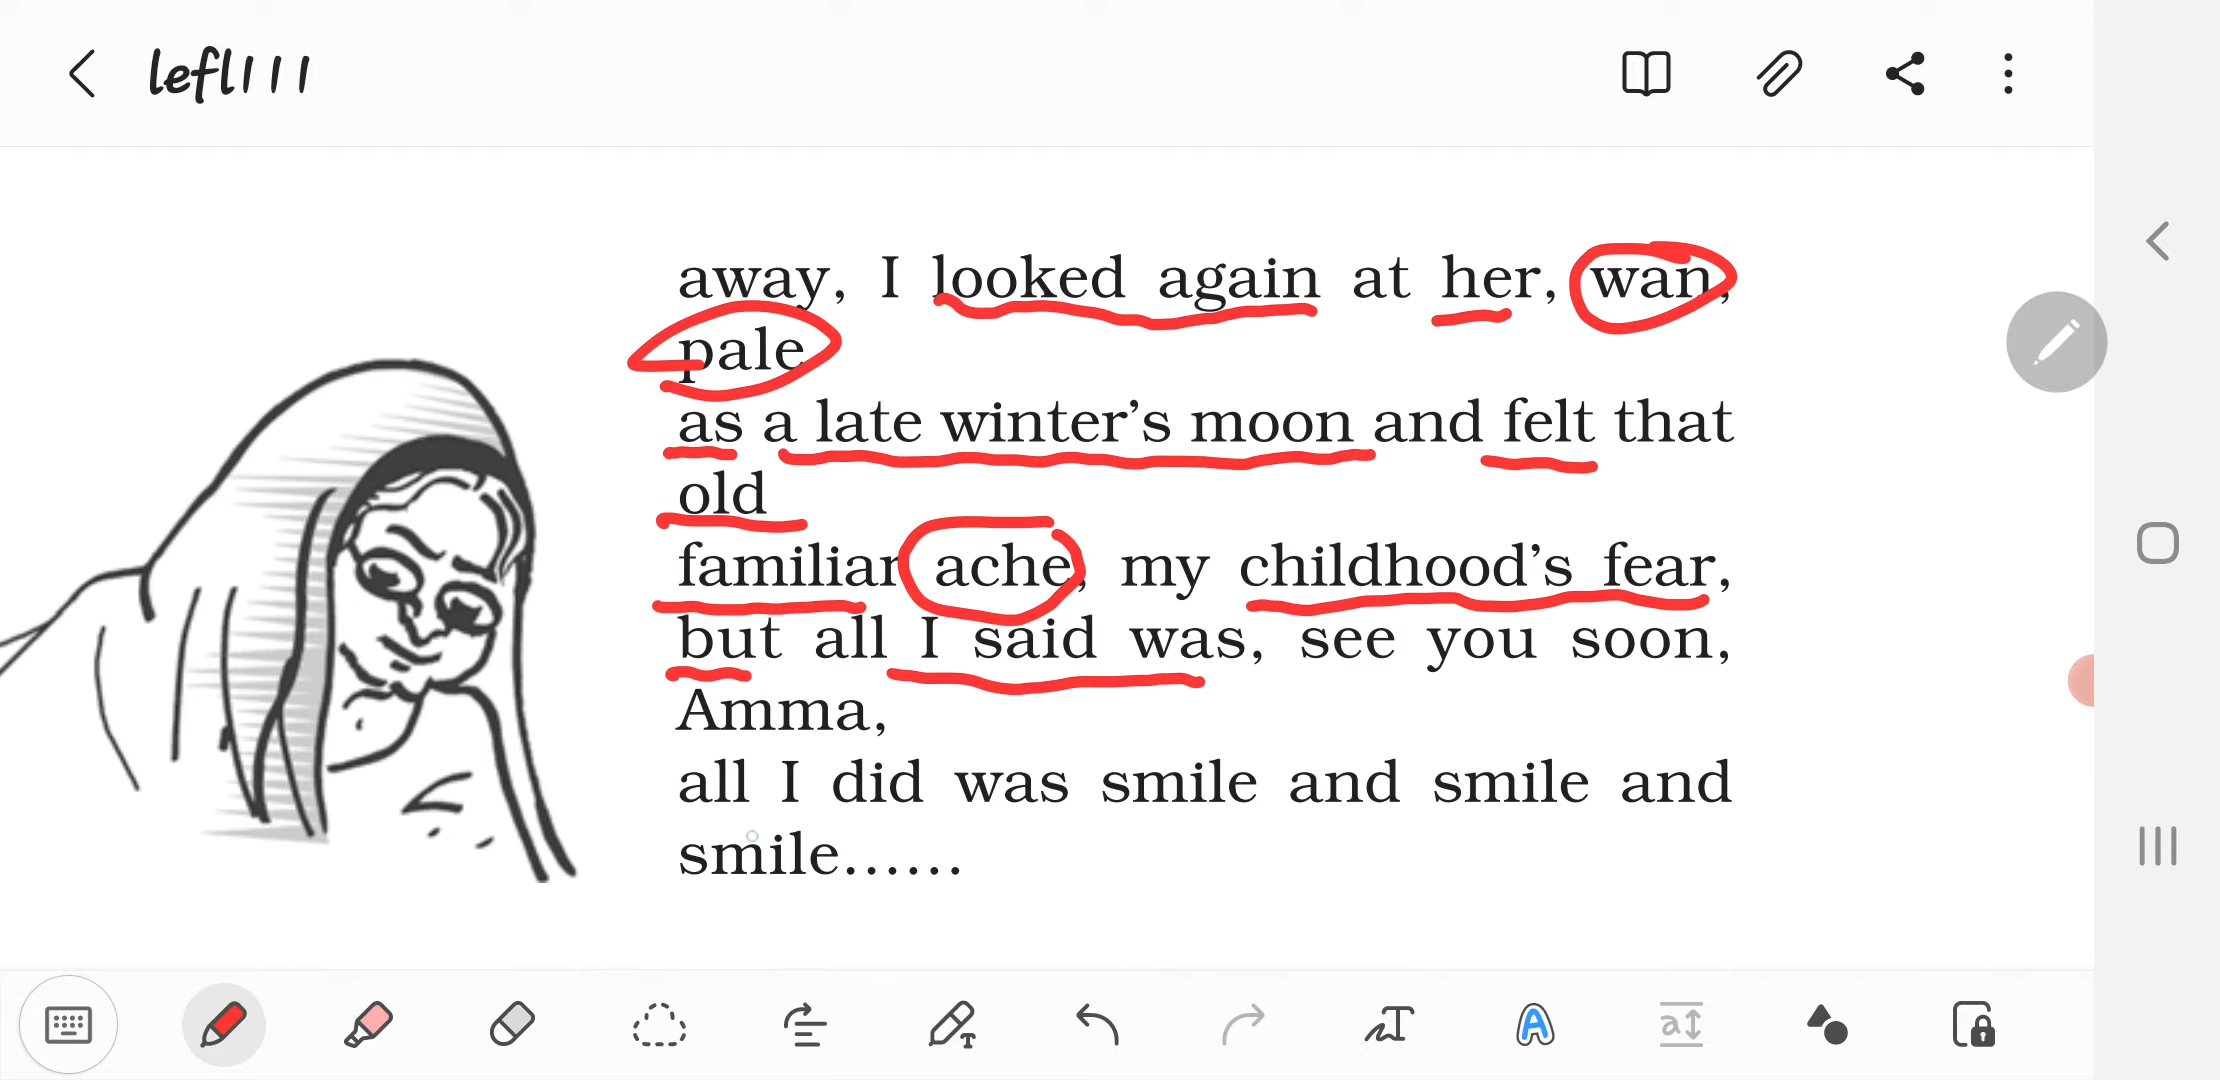 lefl111
away, I looked again at her, wan,
pale
as a late winter’s moon and felt that
old
familiar ache, my childhood’s fear,
but all I said was, see you soon,
Amma,
all I did was smile and smile and
smile......